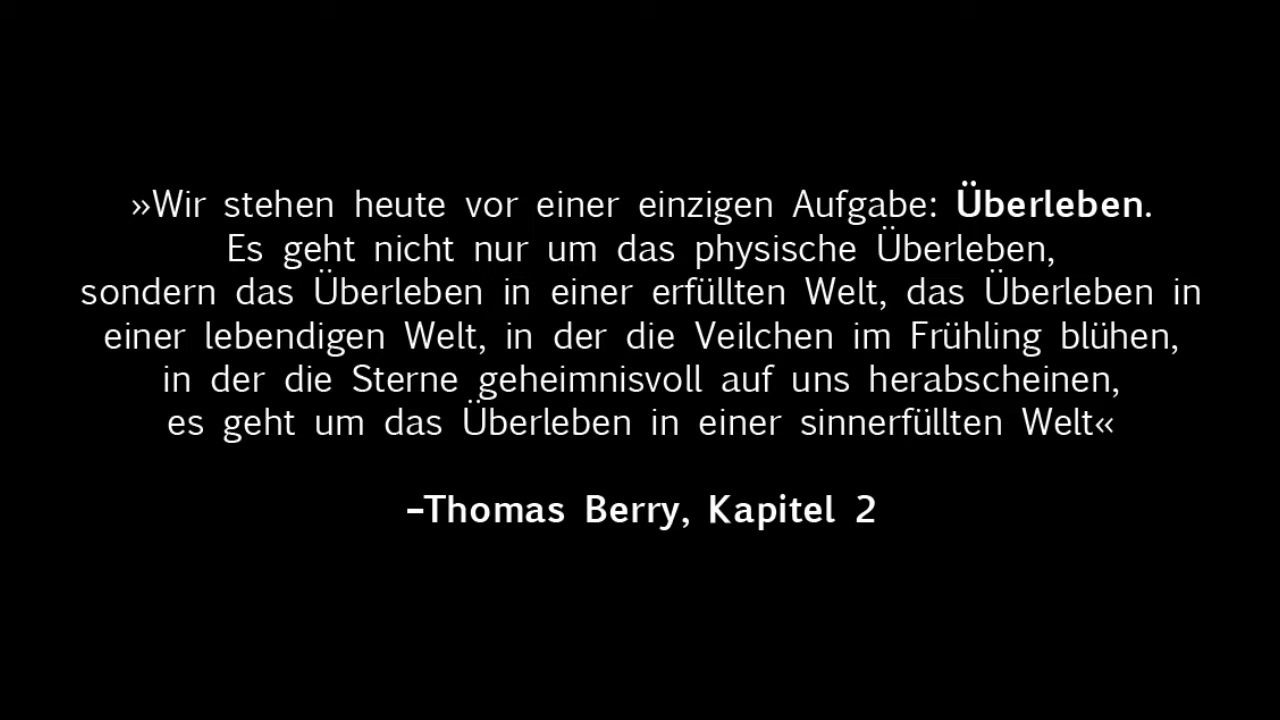 »Wir stehen heute vor einer einzigen Aufgabe: Überleben.
Es geht nicht nur um das physische Überleben,
sondern das Überleben in einer erfüllten Welt, das Überleben in
einer lebendigen Welt, in der die Veilchen im Frühling blühen,
in der die Sterne geheimnisvoll auf uns herabscheinen,
es geht um das Überleben in einer sinnerfüllten Welt«
–Thomas Berry, Kapitel 2